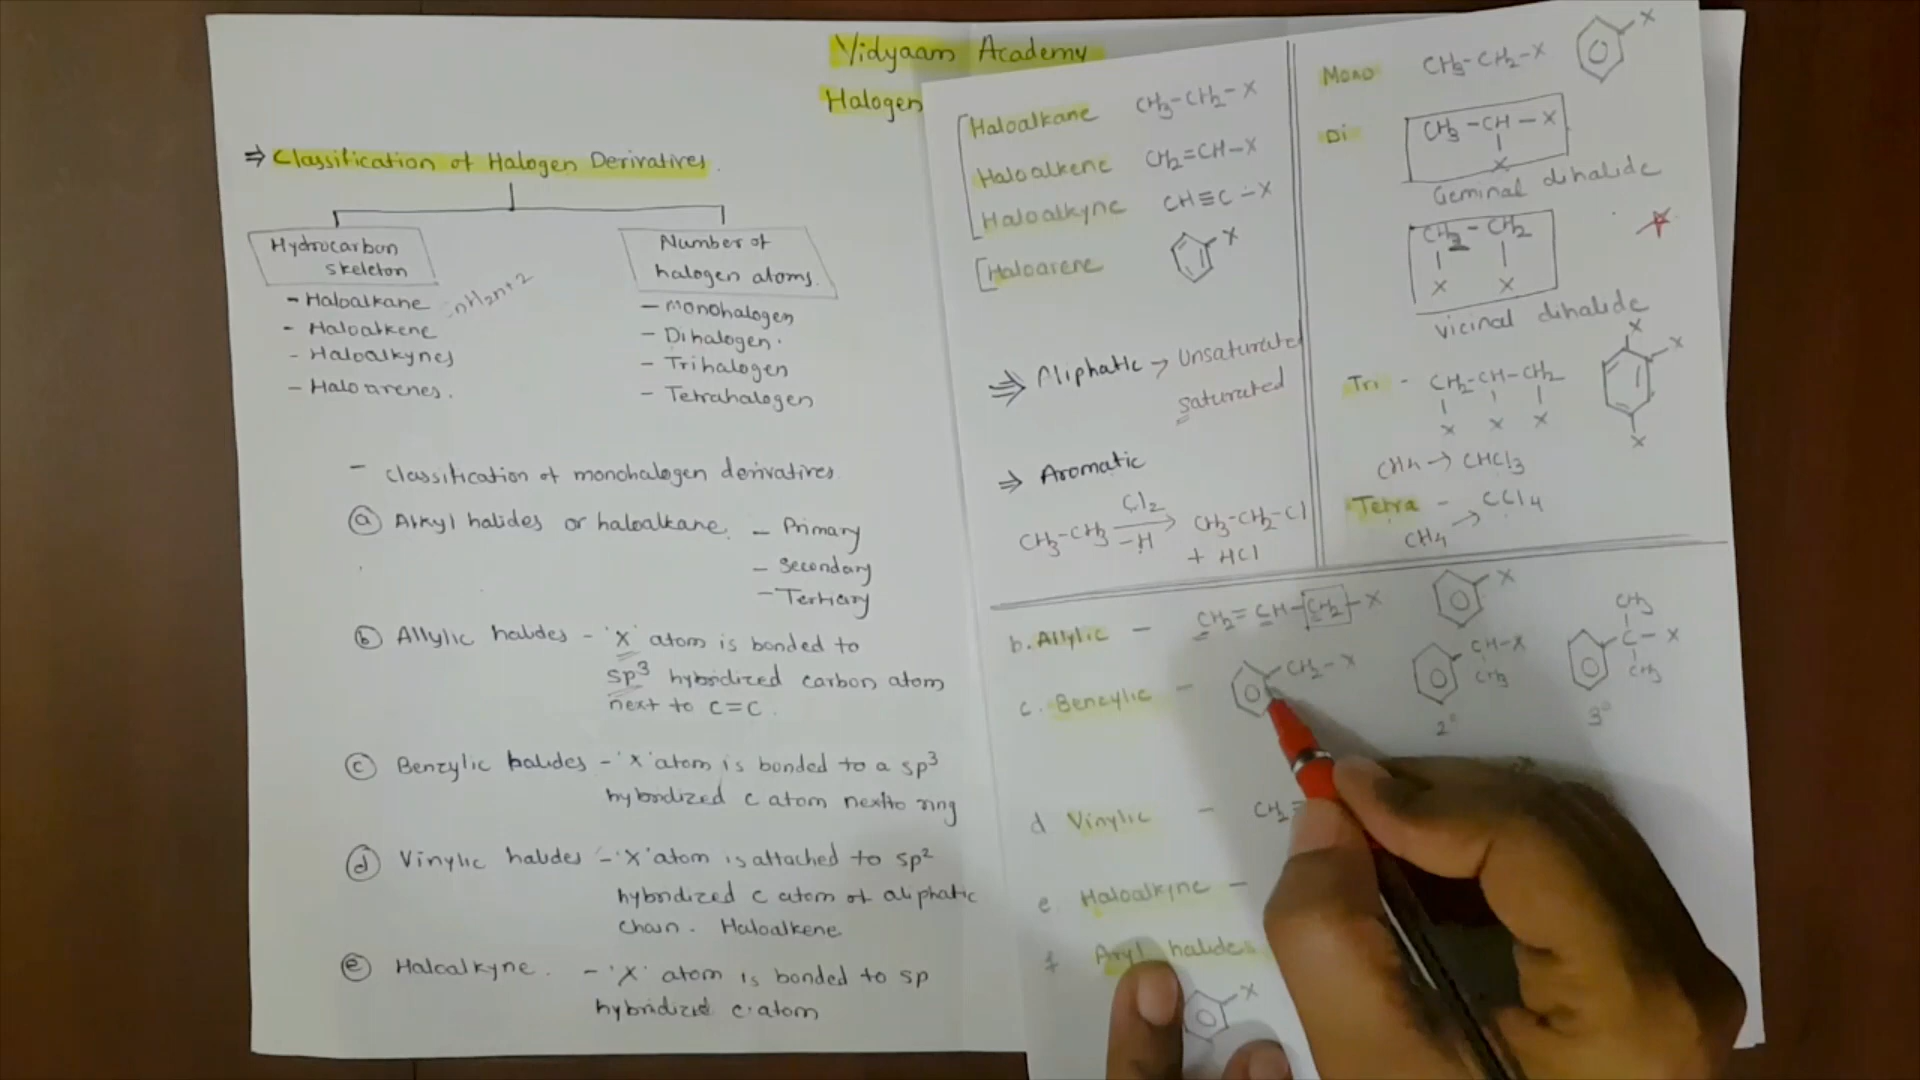 Vidyaam Academy
Halogen
⇒ Classification of Halogen Derivatives.
Hydrocarbon
skeleton
- Haloalkane
nH2n+2
- Haloalkene
- Haloalkynes
- Haloarenes.
Number of
halogen atoms.
- Monohalogen
- Dihalogen.
- Trihalogen
- Tetrahalogen
- classification of monohalogen derivatives
ⓐ Alkyl halides or haloalkane. - Primary
- Secondary
- Tertiary
ⓑ Allylic halides - 'X' atom is bonded to
sp³ hybridized carbon atom
next to C=C.
ⓒ Benzylic halides - 'X' atom is bonded to a sp³
hybridized c atom next to ring
ⓓ Vinylic halides - 'X' atom is attached to sp²
hybridized c atom of aliphatic
chain. Haloalkene
ⓔ Haloalkyne. - 'X' atom is bonded to sp
hybridized c.atom
Haloalkane CH3-CH2-X
Haloalkene CH2=CH-X
Haloalkyne CH≡C-X
Haloarene X
⇒ Aliphatic → Unsaturated
saturated
⇒ Aromatic
CH3-CH3 Cl2 -H → CH3-CH2-Cl
+ HCl
Mono CH3-CH2-X X
Di CH3-CH-X
X
Geminal dihalide
CH2-CH2
X X
vicinal dihalide
Tri - CH2-CH-CH2
X X X
X X X
CH4 → CHCl3
Tetra - CCl4
CH4 →
b. Allylic - CH2=CH-CH2-X X
c. Bencylic - CH2-X
CH-X
CH3
2°
CH3
C-X
CH3
3°
d Vinylic - CH2=
e Haloalkyne -
f Aryl halides
X